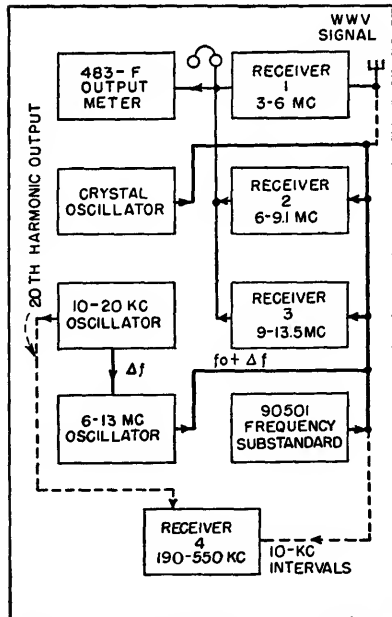 WWV
SIGNAL
483-F
OUTPUT
METER
RECEIVER
1
3-6 MC
CRYSTAL
OSCILLATOR
RECEIVER
2
6-9.1 MC
20TH HARMONIC OUTPUT
10-20 KC
OSCILLATOR
RECEIVER
3
9-13.5 MC
Δf
fo + Δf
6-13 MC
OSCILLATOR
90501
FREQUENCY
SUBSTANDARD
RECEIVER
4
190-550 KC
10-KC
INTERVALS